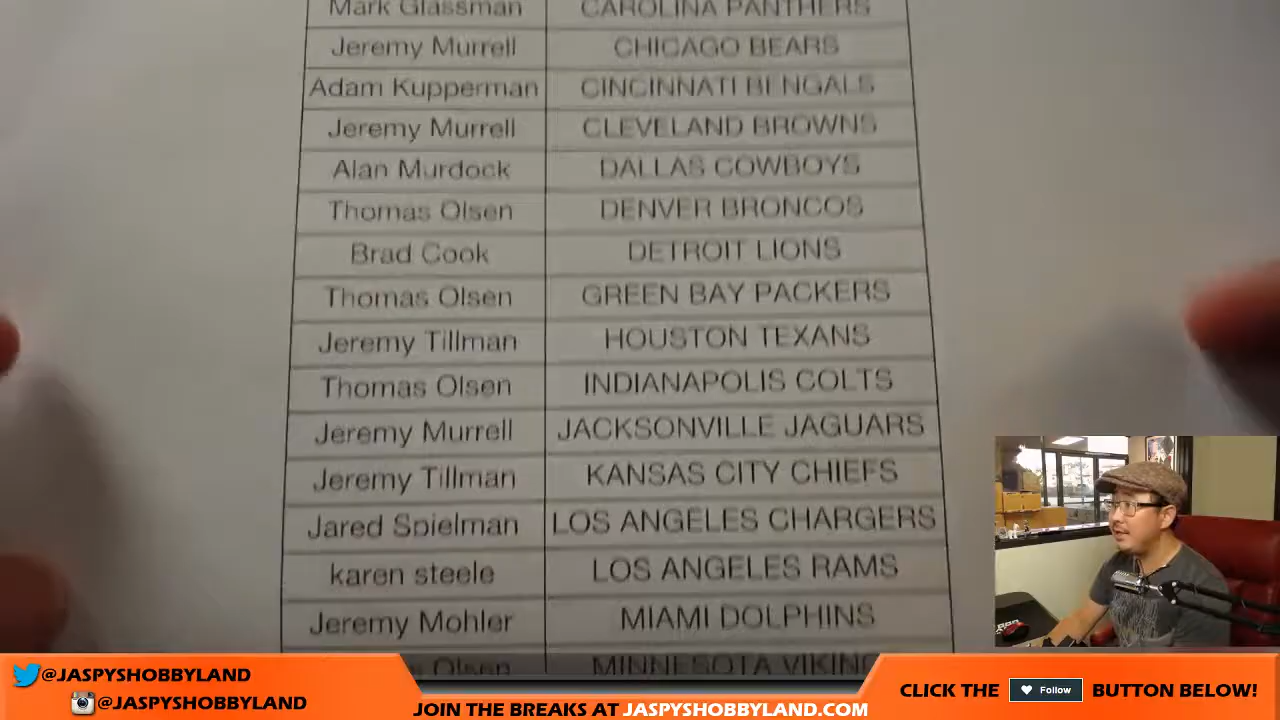 Mark Glassman CAROLINA PANTHERS
Jeremy Murrell CHICAGO BEARS
Adam Kupperman CINCINNATI BENGALS
Jeremy Murrell CLEVELAND BROWNS
Alan Murdock DALLAS COWBOYS
Thomas Olsen DENVER BRONCOS
Brad Cook DETROIT LIONS
Thomas Olsen GREEN BAY PACKERS
Jeremy Tillman HOUSTON TEXANS
Thomas Olsen INDIANAPOLIS COLTS
Jeremy Murrell JACKSONVILLE JAGUARS
Jeremy Tillman KANSAS CITY CHIEFS
Jared Spielman LOS ANGELES CHARGERS
karen steele LOS ANGELES RAMS
Jeremy Mohler MIAMI DOLPHINS
Olsen MINNESOTA VIKING
@JASPYSHOBBYLAND
@JASPYSHOBBYLAND
JOIN THE BREAKS AT JASPYSHOBBYLAND.COM
CLICK THE Follow BUTTON BELOW!